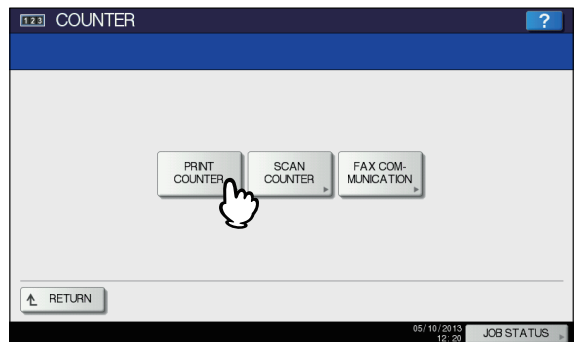 123 COUNTER
?
PRINT
COUNTER
SCAN
COUNTER
FAX COM-
MUNICATION
RETURN
05/10/2013
12:20
JOB STATUS